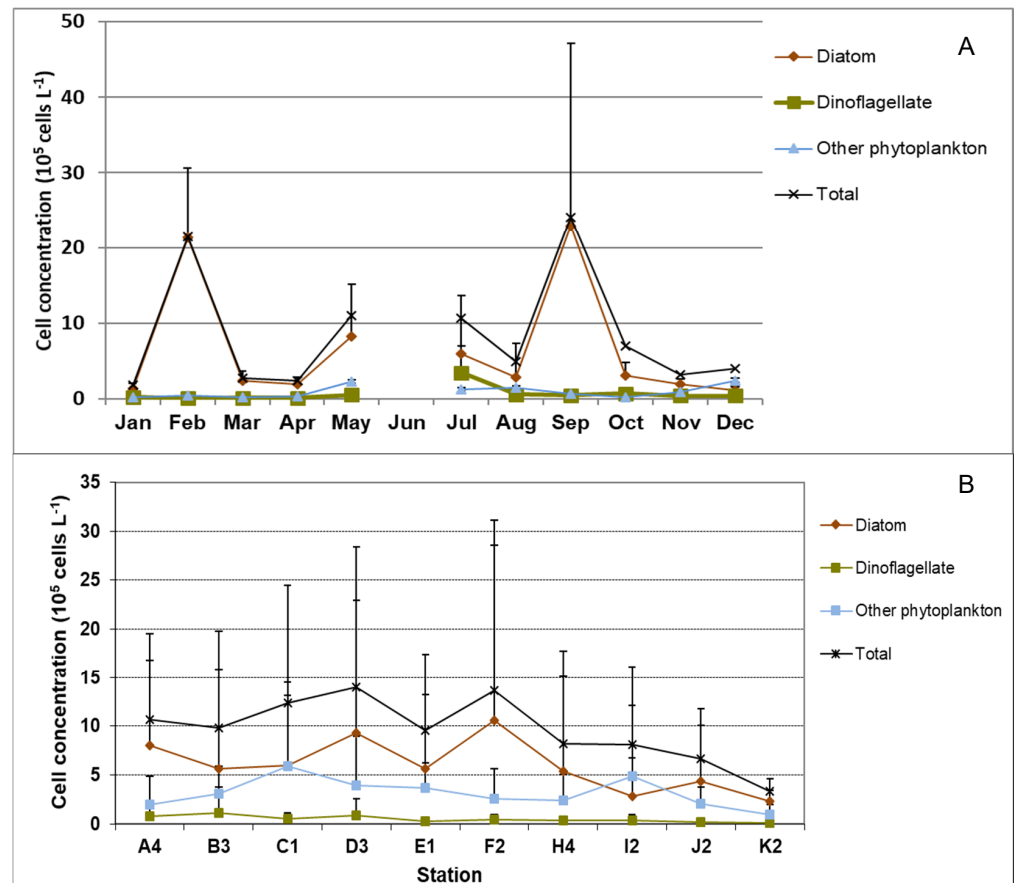 A
Cell concentration (10⁵ cells L⁻¹)
50
40
30
20
10
0
Jan Feb Mar Apr May Jun Jul Aug Sep Oct Nov Dec
Diatom
Dinoflagellate
Other phytoplankton
Total
B
Cell concentration (10⁵ cells L⁻¹)
35
30
25
20
15
10
5
0
A4 B3 C1 D3 E1 F2 H4 I2 J2 K2
Station
Diatom
Dinoflagellate
Other phytoplankton
Total